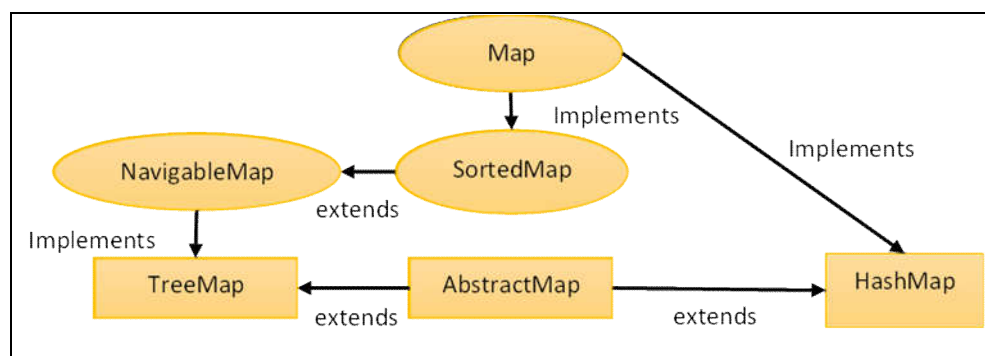 Map
Implements
Implements
NavigableMap
SortedMap
extends
Implements
TreeMap
AbstractMap
HashMap
extends
extends